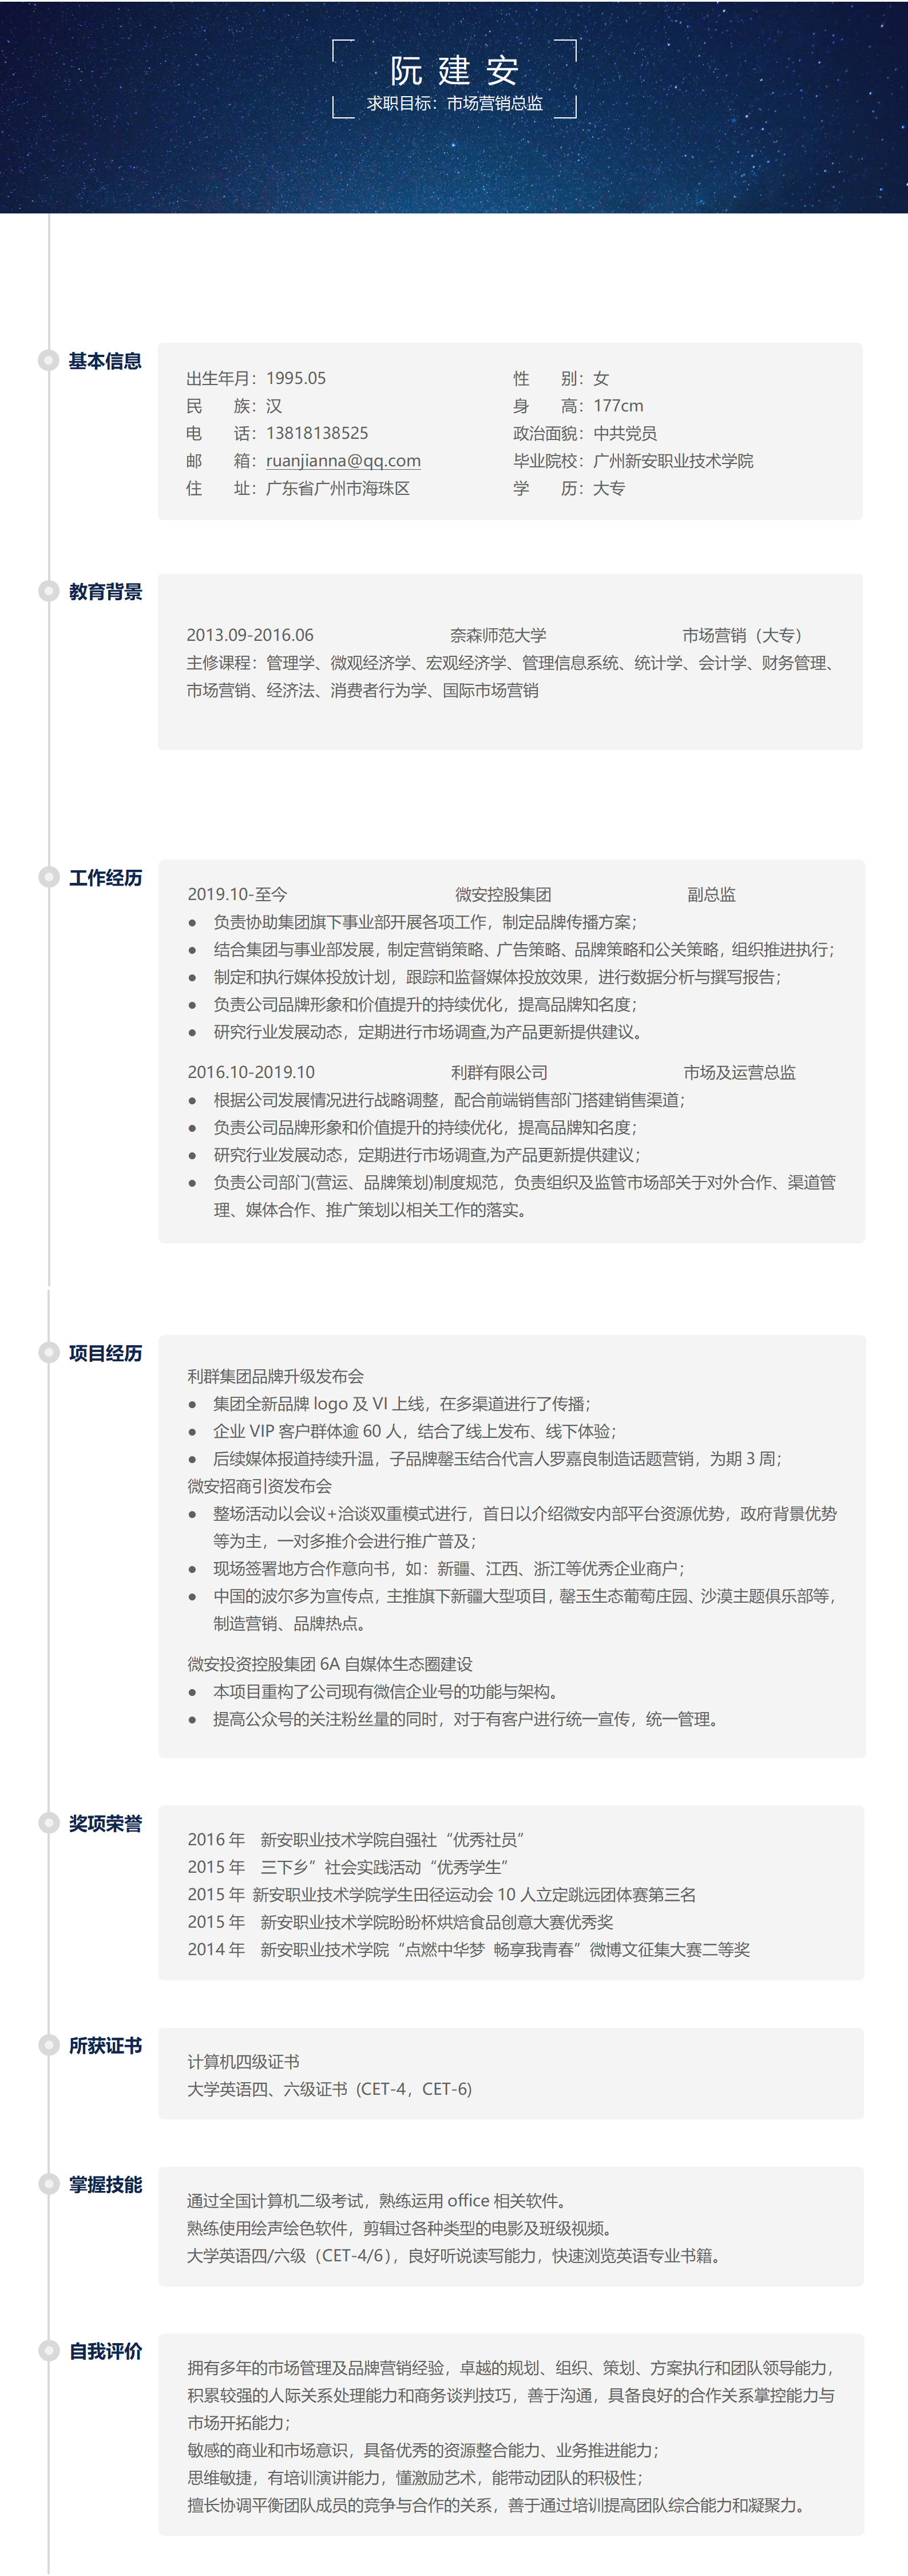 阮建安
求职目标：市场营销总监
基本信息
出生年月：1995.05 性　　别：女
民　　族：汉 身　　高：177cm
电　　话：13818138525 政治面貌：中共党员
邮　　箱：ruanjianna@qq.com 毕业院校：广州新安职业技术学院
住　　址：广东省广州市海珠区 学　　历：大专
教育背景
2013.09-2016.06 奈森师范大学 市场营销（大专）
主修课程：管理学、微观经济学、宏观经济学、管理信息系统、统计学、会计学、财务管理、
市场营销、经济法、消费者行为学、国际市场营销
工作经历
2019.10-至今 微安控股集团 副总监
● 负责协助集团旗下事业部开展各项工作，制定品牌传播方案；
● 结合集团与事业部发展，制定营销策略、广告策略、品牌策略和公关策略，组织推进执行；
● 制定和执行媒体投放计划，跟踪和监督媒体投放效果，进行数据分析与撰写报告；
● 负责公司品牌形象和价值提升的持续优化，提高品牌知名度；
● 研究行业发展动态，定期进行市场调查,为产品更新提供建议。
2016.10-2019.10 利群有限公司 市场及运营总监
● 根据公司发展情况进行战略调整，配合前端销售部门搭建销售渠道；
● 负责公司品牌形象和价值提升的持续优化，提高品牌知名度；
● 研究行业发展动态，定期进行市场调查,为产品更新提供建议；
● 负责公司部门(营运、品牌策划)制度规范，负责组织及监管市场部关于对外合作、渠道管
理、媒体合作、推广策划以相关工作的落实。
项目经历
利群集团品牌升级发布会
● 集团全新品牌 logo 及 VI 上线，在多渠道进行了传播；
● 企业 VIP 客户群体逾 60 人，结合了线上发布、线下体验；
● 后续媒体报道持续升温，子品牌罄玉结合代言人罗嘉良制造话题营销，为期 3 周；
微安招商引资发布会
● 整场活动以会议+洽谈双重模式进行，首日以介绍微安内部平台资源优势，政府背景优势
等为主，一对多推介会进行推广普及；
● 现场签署地方合作意向书，如：新疆、江西、浙江等优秀企业商户；
● 中国的波尔多为宣传点，主推旗下新疆大型项目，罄玉生态葡萄庄园、沙漠主题俱乐部等，
制造营销、品牌热点。
微安投资控股集团 6A 自媒体生态圈建设
● 本项目重构了公司现有微信企业号的功能与架构。
● 提高公众号的关注粉丝量的同时，对于有客户进行统一宣传，统一管理。
奖项荣誉
2016 年　新安职业技术学院自强社“优秀社员”
2015 年　三下乡”社会实践活动“优秀学生”
2015 年 新安职业技术学院学生田径运动会 10 人立定跳远团体赛第三名
2015 年　新安职业技术学院盼盼杯烘焙食品创意大赛优秀奖
2014 年　新安职业技术学院“点燃中华梦 畅享我青春”微博文征集大赛二等奖
所获证书
计算机四级证书
大学英语四、六级证书（CET-4，CET-6)
掌握技能
通过全国计算机二级考试，熟练运用 office 相关软件。
熟练使用绘声绘色软件，剪辑过各种类型的电影及班级视频。
大学英语四/六级（CET-4/6)，良好听说读写能力，快速浏览英语专业书籍。
自我评价
拥有多年的市场管理及品牌营销经验，卓越的规划、组织、策划、方案执行和团队领导能力，
积累较强的人际关系处理能力和商务谈判技巧，善于沟通，具备良好的合作关系掌控能力与
市场开拓能力；
敏感的商业和市场意识，具备优秀的资源整合能力、业务推进能力；
思维敏捷，有培训演讲能力，懂激励艺术，能带动团队的积极性；
擅长协调平衡团队成员的竞争与合作的关系，善于通过培训提高团队综合能力和凝聚力。